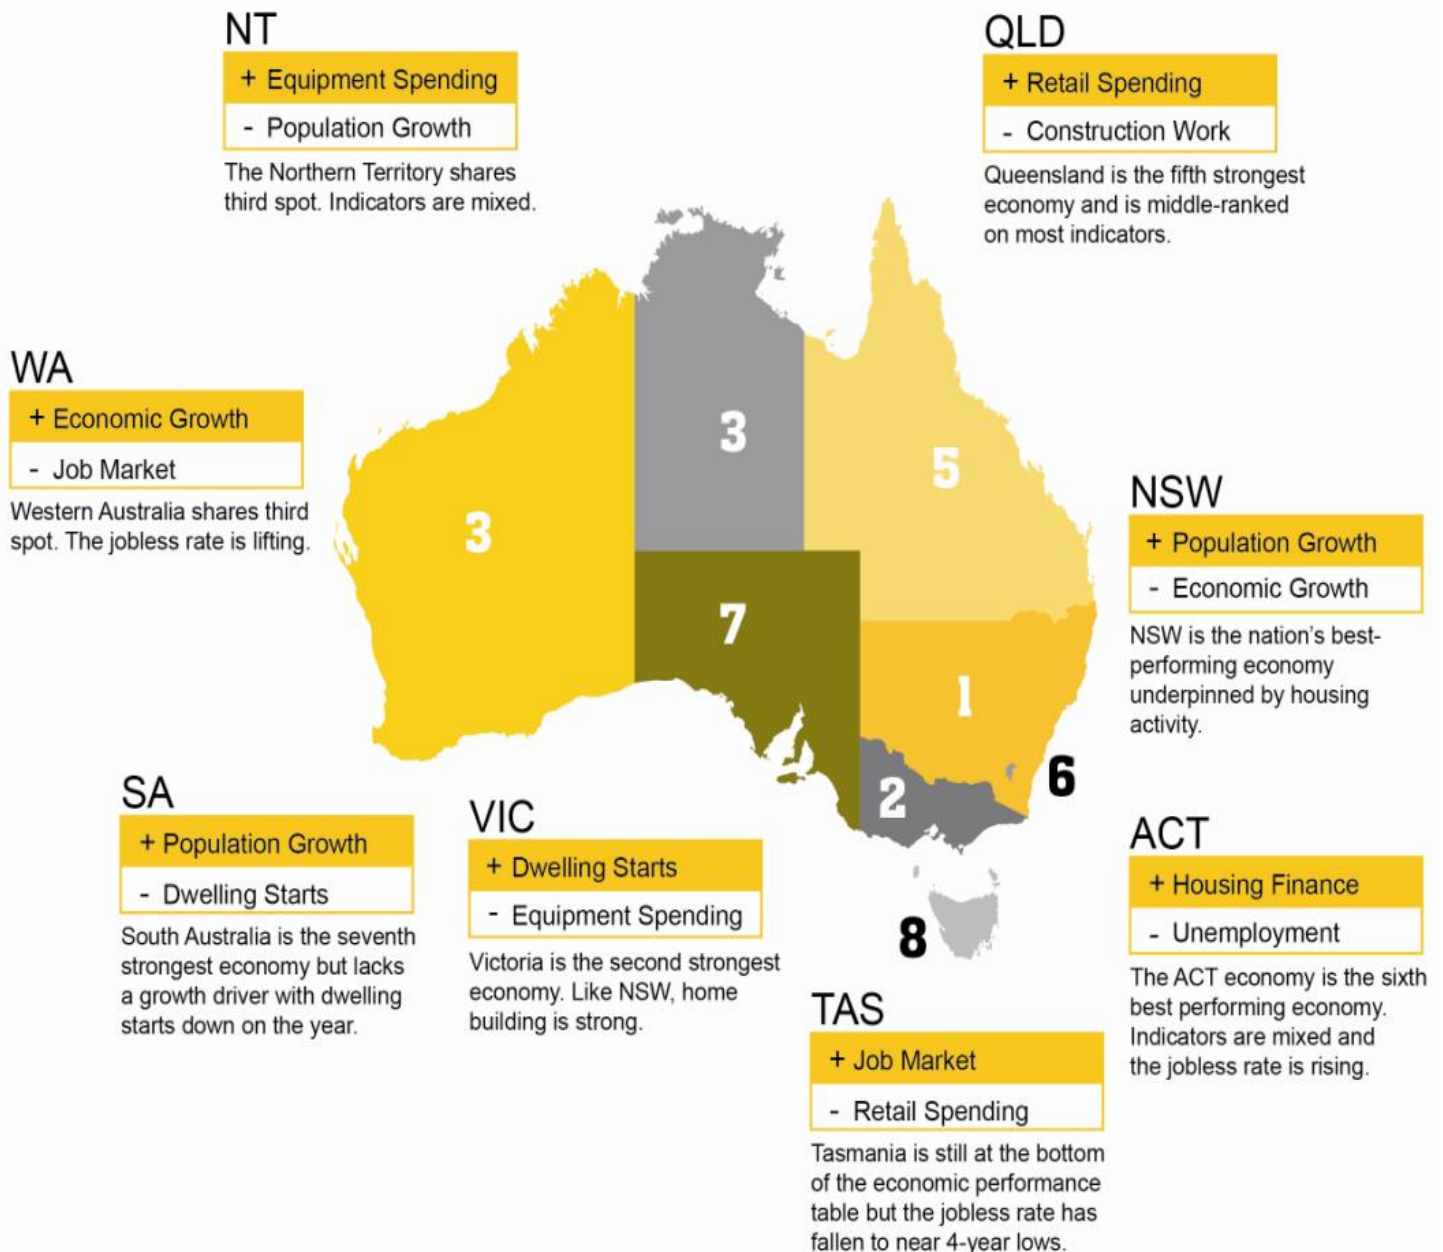 NT
+ Equipment Spending
- Population Growth
The Northern Territory shares
third spot. Indicators are mixed.
QLD
+ Retail Spending
- Construction Work
Queensland is the fifth strongest
economy and is middle-ranked
on most indicators.
WA
+ Economic Growth
- Job Market
Western Australia shares third
spot. The jobless rate is lifting.
3
3
5
7
1
2
6
8
NSW
+ Population Growth
- Economic Growth
NSW is the nation's best-
performing economy
underpinned by housing
activity.
SA
+ Population Growth
- Dwelling Starts
South Australia is the seventh
strongest economy but lacks
a growth driver with dwelling
starts down on the year.
VIC
+ Dwelling Starts
- Equipment Spending
Victoria is the second strongest
economy. Like NSW, home
building is strong.
ACT
+ Housing Finance
- Unemployment
The ACT economy is the sixth
best performing economy.
Indicators are mixed and
the jobless rate is rising.
TAS
+ Job Market
- Retail Spending
Tasmania is still at the bottom
of the economic performance
table but the jobless rate has
fallen to near 4-year lows.